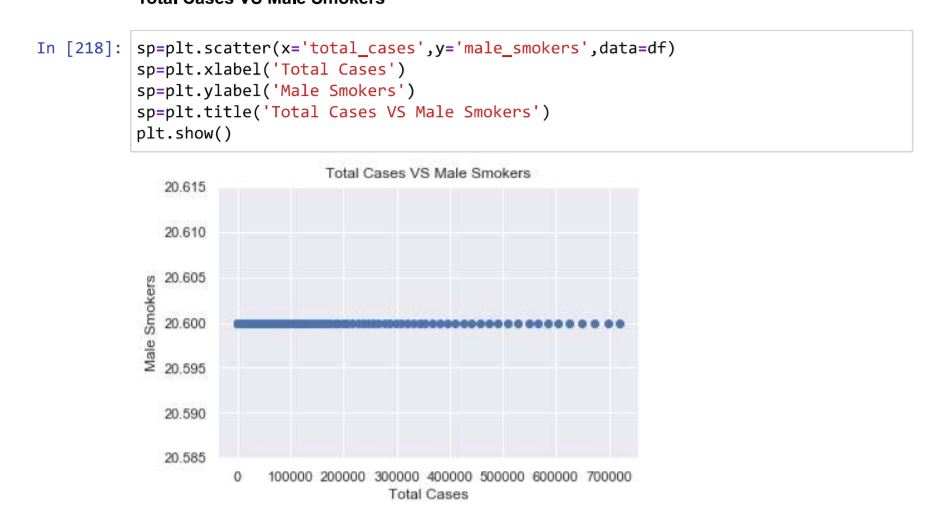 Total Cases VS Male Smokers
In [218]: sp=plt.scatter(x='total_cases',y='male_smokers',data=df)
sp=plt.xlabel('Total Cases')
sp=plt.ylabel('Male Smokers')
sp=plt.title('Total Cases VS Male Smokers')
plt.show()
Total Cases VS Male Smokers
20.615
20.610
20.605
20.600
20.595
20.590
20.585
Male Smokers
0 100000 200000 300000 400000 500000 600000 700000
Total Cases